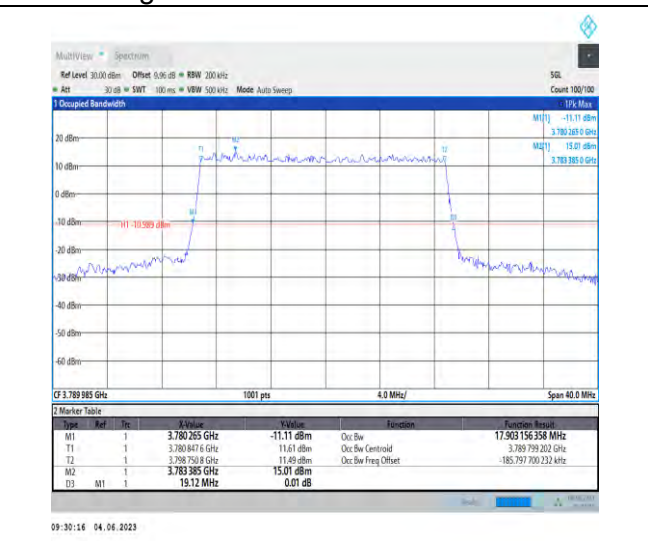 MultiView Spectrum
Ref Level 30.00 dBm Offset 9.96 dB RBW 200 kHz SGL
Att 30 dB SWT 100 ms VBW 500 kHz Mode Auto Sweep Count 100/100
1 Occupied Bandwidth 1Pk Max
M1[1] -11.11 dBm
3.780 265 0 GHz
M2[1] 15.01 dBm
3.783 385 0 GHz
20 dBm
T1 M2 T2
10 dBm
0 dBm
M1 D3
-10 dBm H1 -10.989 dBm
-20 dBm
-30 dBm
-40 dBm
-50 dBm
-60 dBm
CF 3.789 985 GHz 1001 pts 4.0 MHz/ Span 40.0 MHz
2 Marker Table
Type Ref Trc X-Value Y-Value Function Function Result
M1 1 3.780 265 GHz -11.11 dBm Occ Bw 17.903 156 358 MHz
T1 1 3.780 847 6 GHz 11.61 dBm Occ Bw Centroid 3.789 799 202 GHz
T2 1 3.798 750 8 GHz 11.49 dBm Occ Bw Freq Offset -185.797 700 232 kHz
M2 1 3.783 385 GHz 15.01 dBm
D3 M1 1 19.12 MHz 0.01 dB
09:30:16 04.06.2023